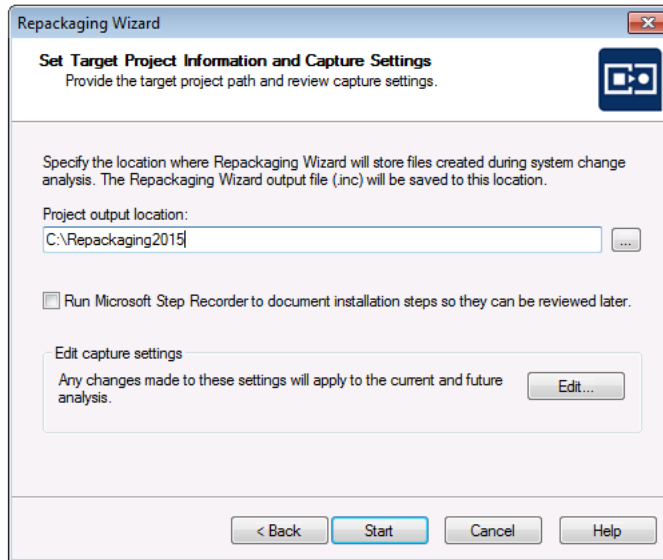 Repackaging Wizard
Set Target Project Information and Capture Settings
Provide the target project path and review capture settings.
Specify the location where Repackaging Wizard will store files created during system change
analysis. The Repackaging Wizard output file (.inc) will be saved to this location.
Project output location:
C:\Repackaging2015
...
Run Microsoft Step Recorder to document installation steps so they can be reviewed later.
Edit capture settings
Any changes made to these settings will apply to the current and future
analysis.
Edit...
< Back
Start
Cancel
Help